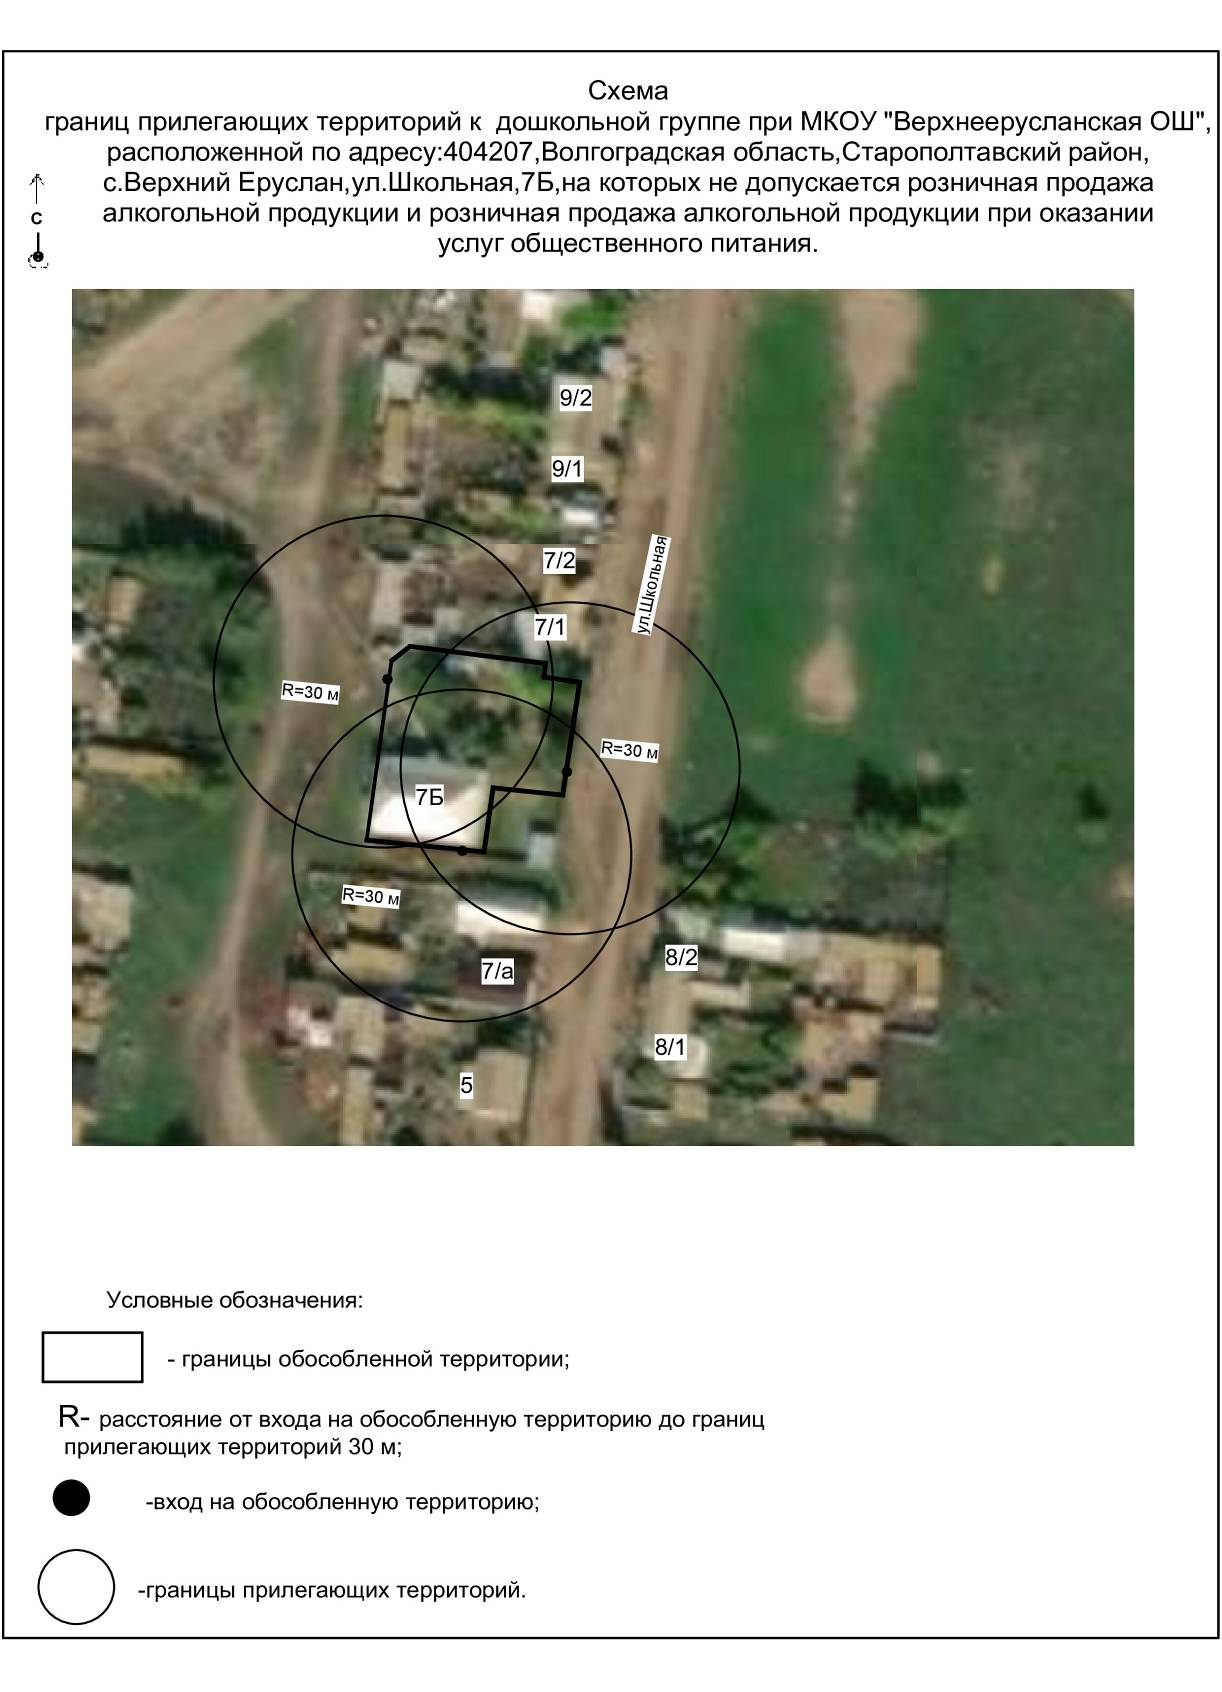 Схема
границ прилегающих территорий к дошкольной группе при МКОУ "Верхнеерусланская ОШ",
расположенной по адресу:404207,Волгоградская область,Старополтавский район,
с.Верхний Еруслан,ул.Школьная,7Б,на которых не допускается розничная продажа
алкогольной продукции и розничная продажа алкогольной продукции при оказании
услуг общественного питания.
с
9/2
9/1
7/2
ул.Школьная
7/1
R=30 м
R=30 м
7Б
R=30 м
8/2
7/а
8/1
5
Условные обозначения:
- границы обособленной территории;
R- расстояние от входа на обособленную территорию до границ
прилегающих территорий 30 м;
-вход на обособленную территорию;
-границы прилегающих территорий.